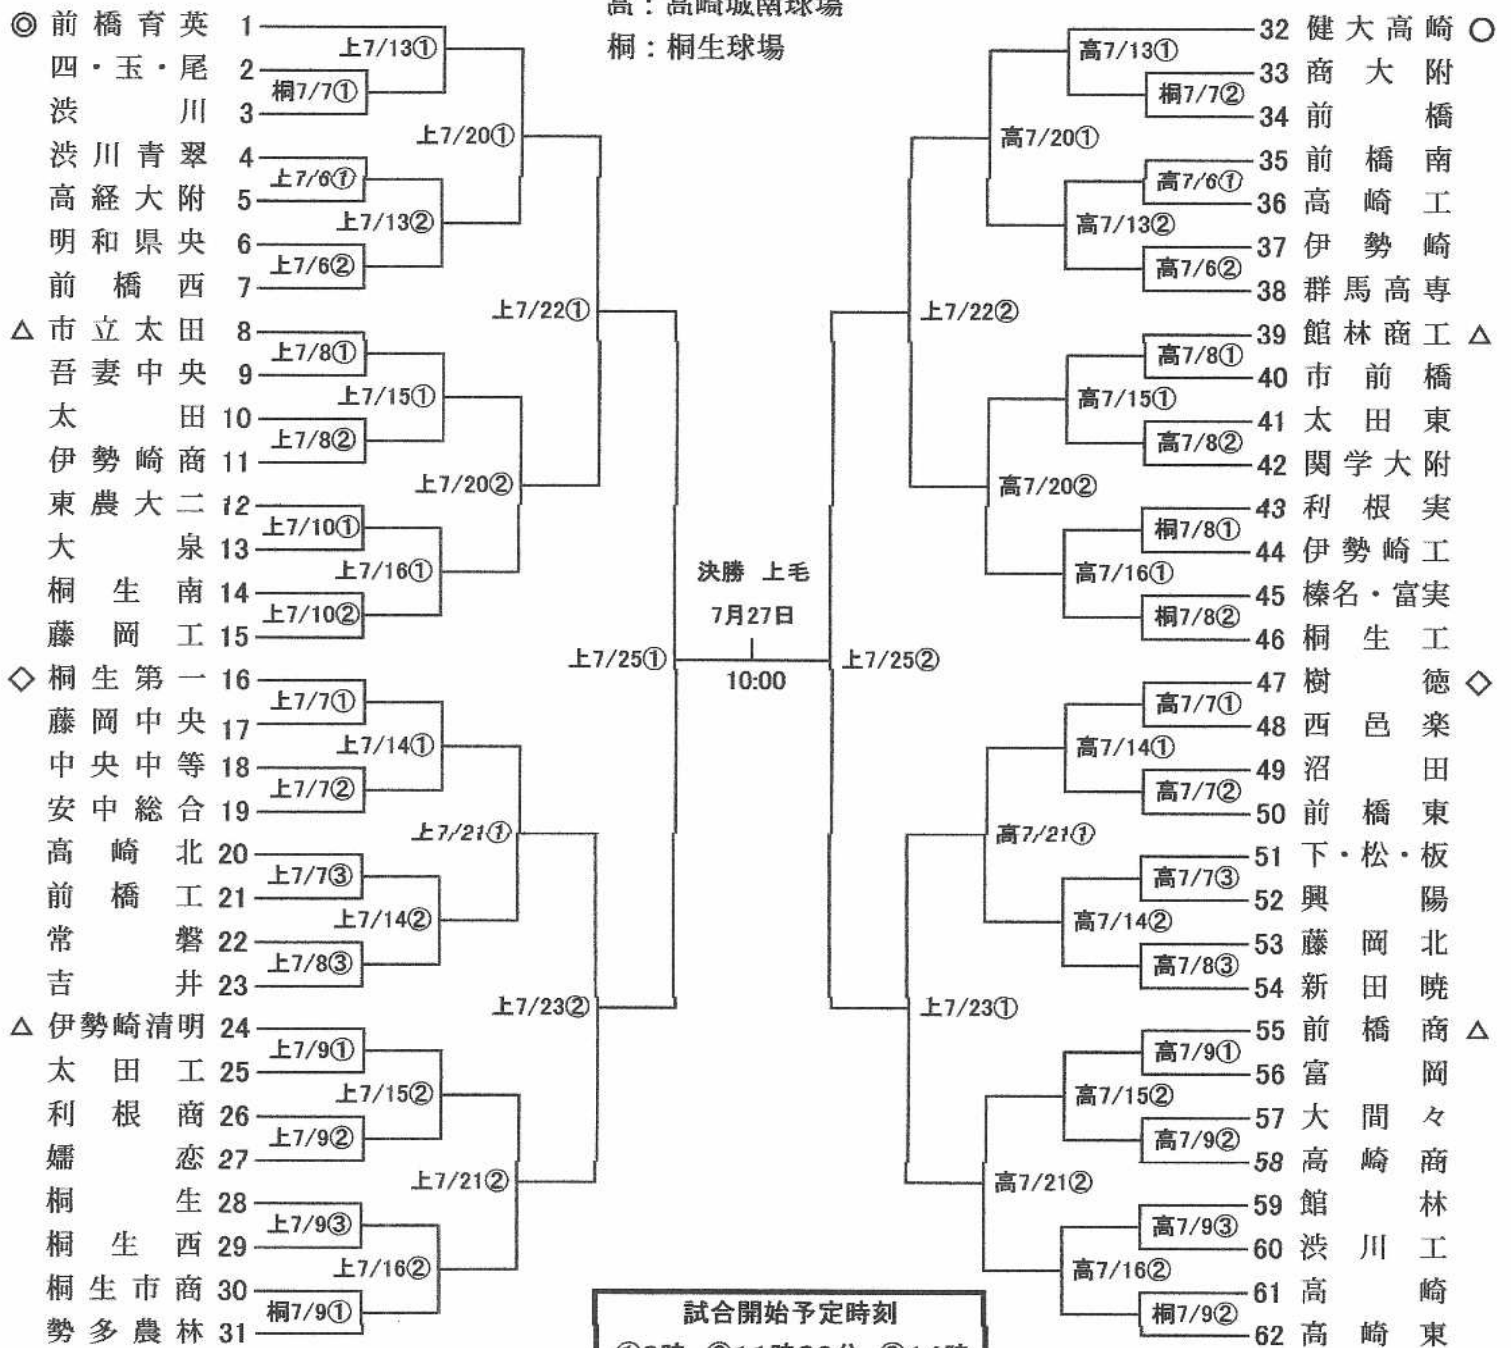 高：高崎城南球場
桐：桐生球場
◎ 前橋育英 1
四・玉・尾 2
渋川 3
渋川青翠 4
高経大附 5
明和県央 6
前橋西 7
△ 市立太田 8
吾妻中央 9
太田 10
伊勢崎商 11
東農大二 12
大泉 13
桐生南 14
藤岡工 15
◇ 桐生第一 16
藤岡中央 17
中央中等 18
安中総合 19
高崎北 20
前橋工 21
常磐 22
吉井 23
△ 伊勢崎清明 24
太田工 25
利根商 26
嬬恋 27
桐生 28
桐生西 29
桐生市商 30
勢多農林 31
桐7/7①
上7/6①
上7/6②
上7/8①
上7/8②
上7/10①
上7/10②
上7/7①
上7/7②
上7/7③
上7/8③
上7/9①
上7/9②
上7/9③
桐7/9①
上7/13①
上7/13②
上7/15①
上7/16①
上7/14①
上7/14②
上7/15②
上7/16②
上7/20①
上7/20②
上7/21①
上7/21②
上7/22①
上7/23②
上7/25①
決勝 上毛
7月27日
10:00
上7/25②
上7/22②
上7/23①
高7/20①
高7/20②
高7/21①
高7/21②
高7/13①
高7/13②
高7/15①
高7/16①
高7/14①
高7/14②
高7/15②
高7/16②
桐7/7②
高7/6①
高7/6②
高7/8①
高7/8②
桐7/8①
桐7/8②
高7/7①
高7/7②
高7/7③
高7/8③
高7/9①
高7/9②
高7/9③
桐7/9②
32 健大高崎 ○
33 商大附
34 前橋
35 前橋南
36 高崎工
37 伊勢崎
38 群馬高専
39 館林商工 △
40 市前橋
41 太田東
42 関学大附
43 利根実
44 伊勢崎工
45 榛名・富実
46 桐生工
47 樹徳 ◇
48 西邑楽
49 沼田
50 前橋東
51 下・松・板
52 興陽
53 藤岡北
54 新田暁
55 前橋商 △
56 富岡
57 大間々
58 高崎商
59 館林
60 渋川工
61 高崎
62 高崎東
試合開始予定時刻